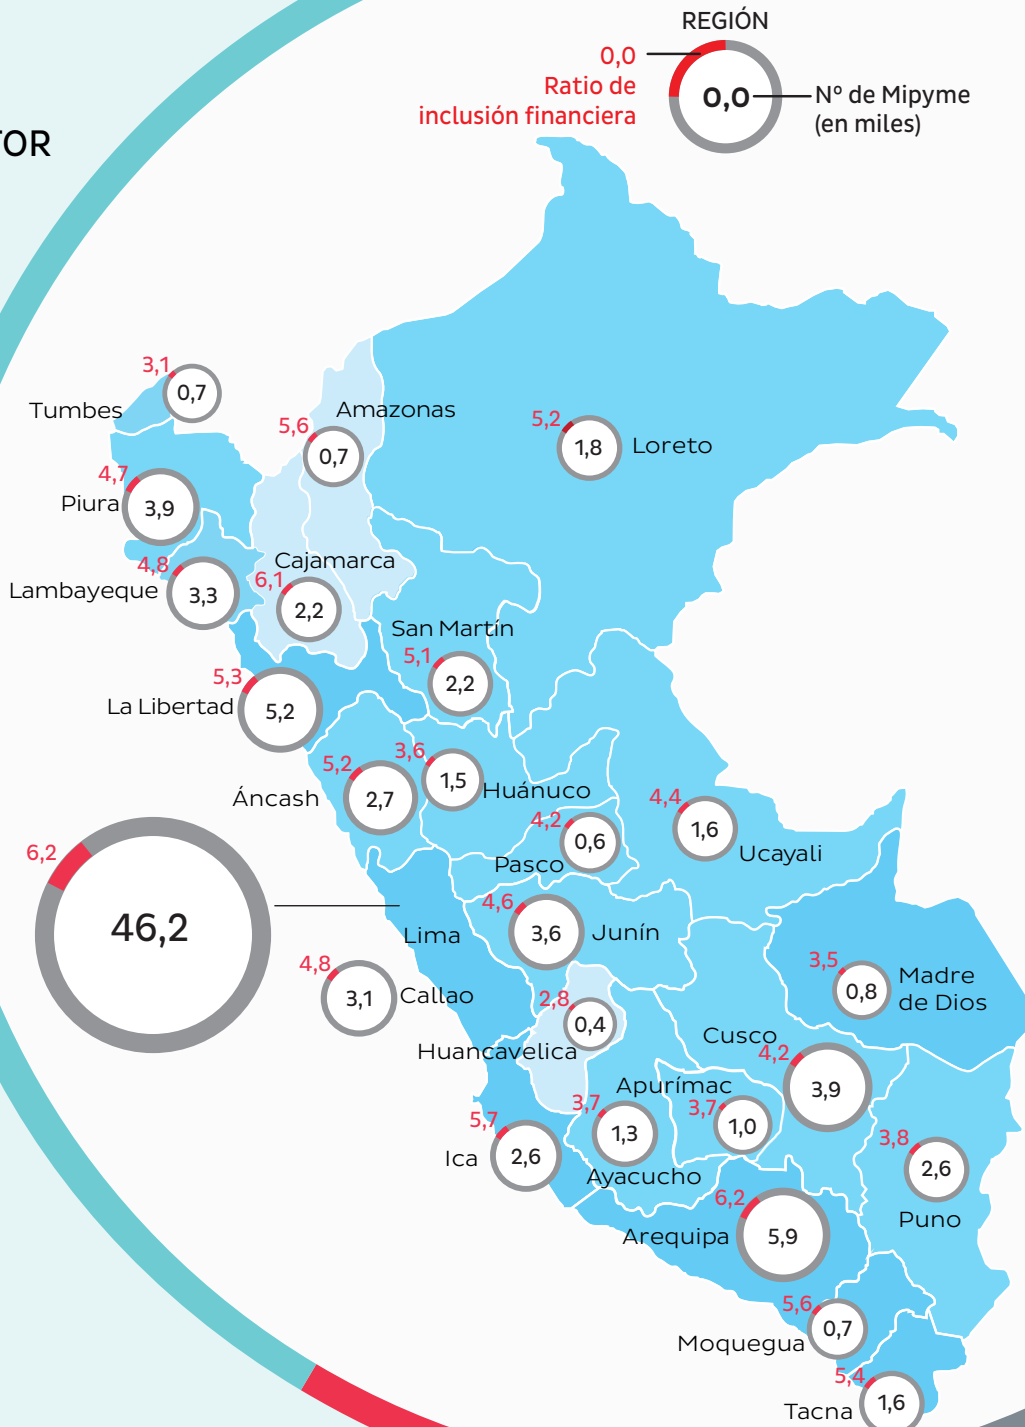 REGIÓN
0,0
Ratio de
inclusión financiera
0,0
Nº de Mipyme
(en miles)
TOR
3,1
0,7
Tumbes
5,6
0,7
Amazonas
5,2
1,8
Loreto
4,7
3,9
Piura
4,8
3,3
Lambayeque
Cajamarca
6,1
2,2
San Martín
5,1
2,2
5,3
5,2
La Libertad
5,2
2,7
Áncash
3,6
1,5
Huánuco
4,2
0,6
Pasco
4,4
1,6
Ucayali
6,2
46,2
Lima
4,6
3,6
Junín
4,8
3,1
Callao
2,8
0,4
Huancavelica
3,5
0,8
Madre
de Dios
Cusco
4,2
3,9
Apurímac
3,7
1,0
3,7
1,3
Ayacucho
5,7
2,6
Ica
3,8
2,6
Puno
6,2
5,9
Arequipa
5,6
0,7
Moquegua
5,4
1,6
Tacna